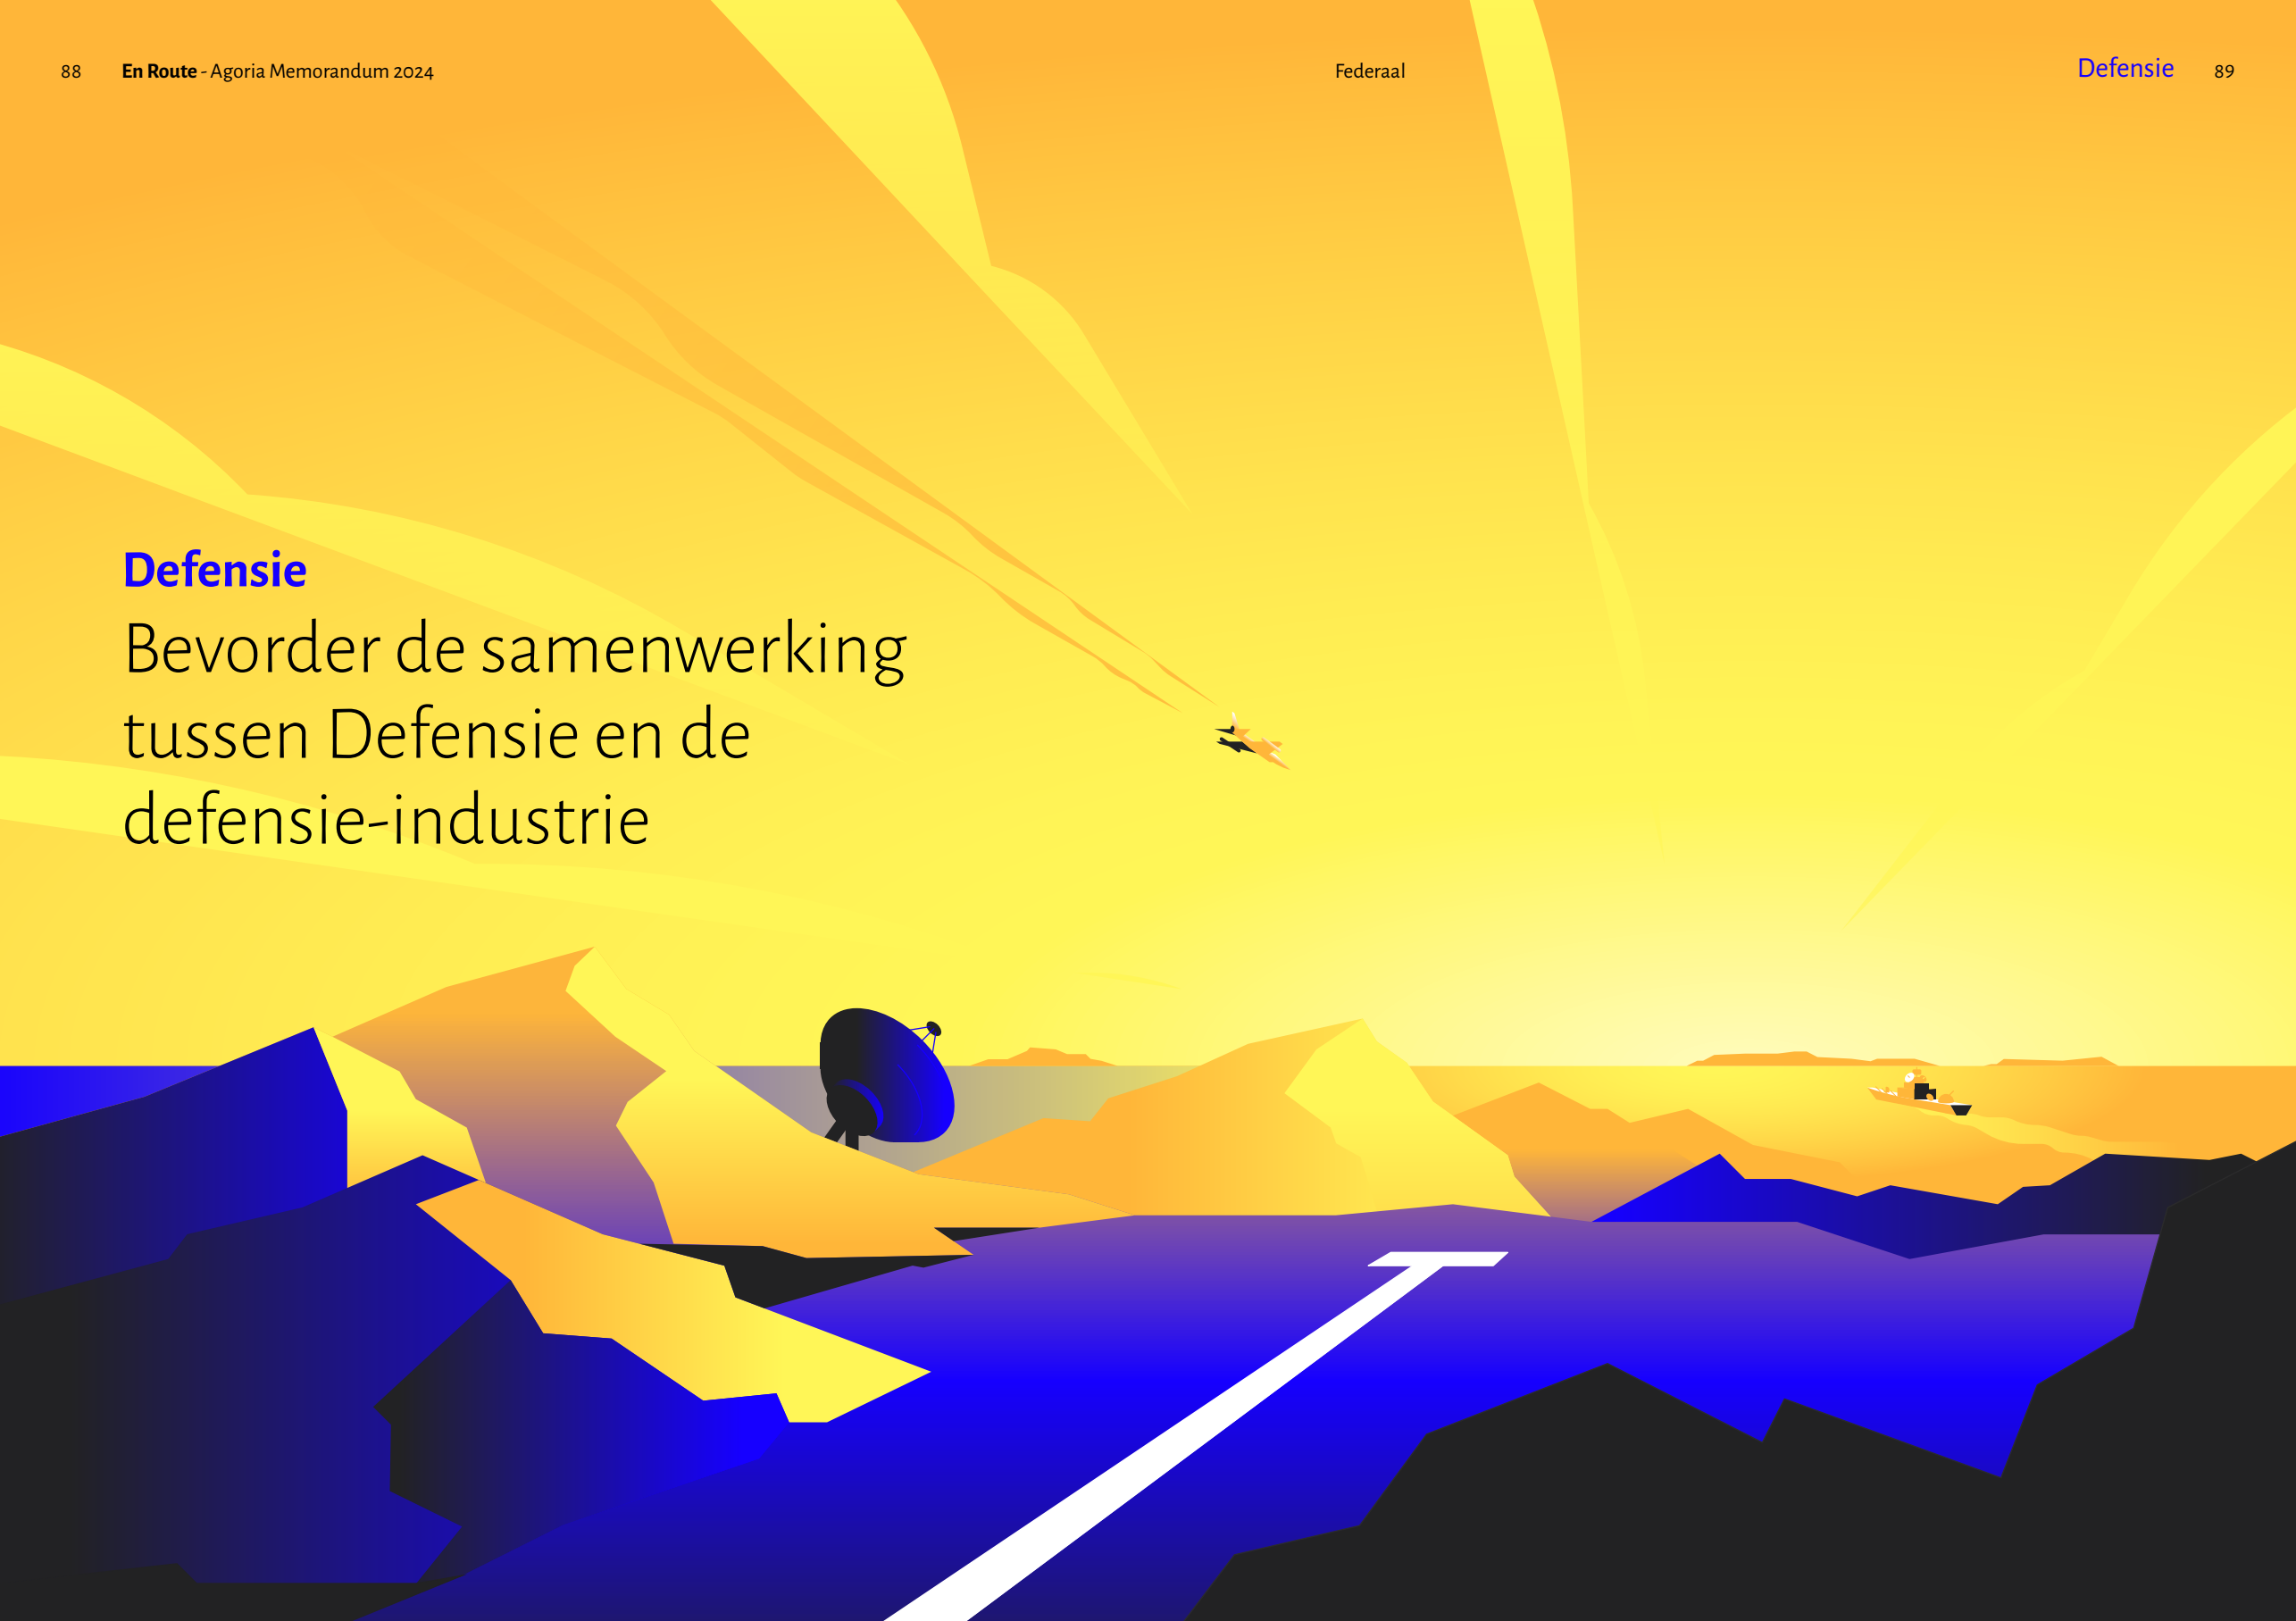 88 En Route - Agoria Memorandum 2024
Federaal
Defensie 89
Defensie
Bevorder de samenwerking
tussen Defensie en de
defensie-industrie